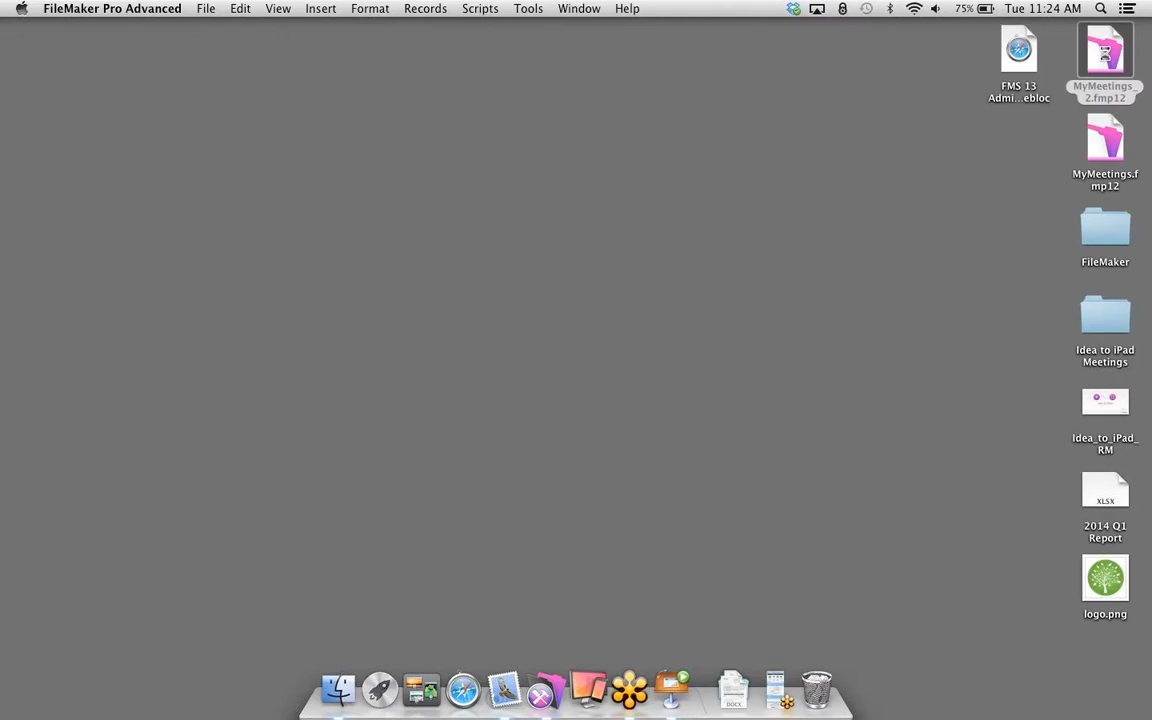 FileMaker Pro Advanced File Edit View Insert Format Records Scripts Tools Window Help 75% Tue 11:24 AM
FMS 13
Admi...ebloc
MyMeetings_
2.fmp12
MyMeetings.f
mp12
FileMaker
Idea to iPad
Meetings
Idea_to_iPad_
RM
XLSX
2014 Q1
Report
logo.png
DOCX